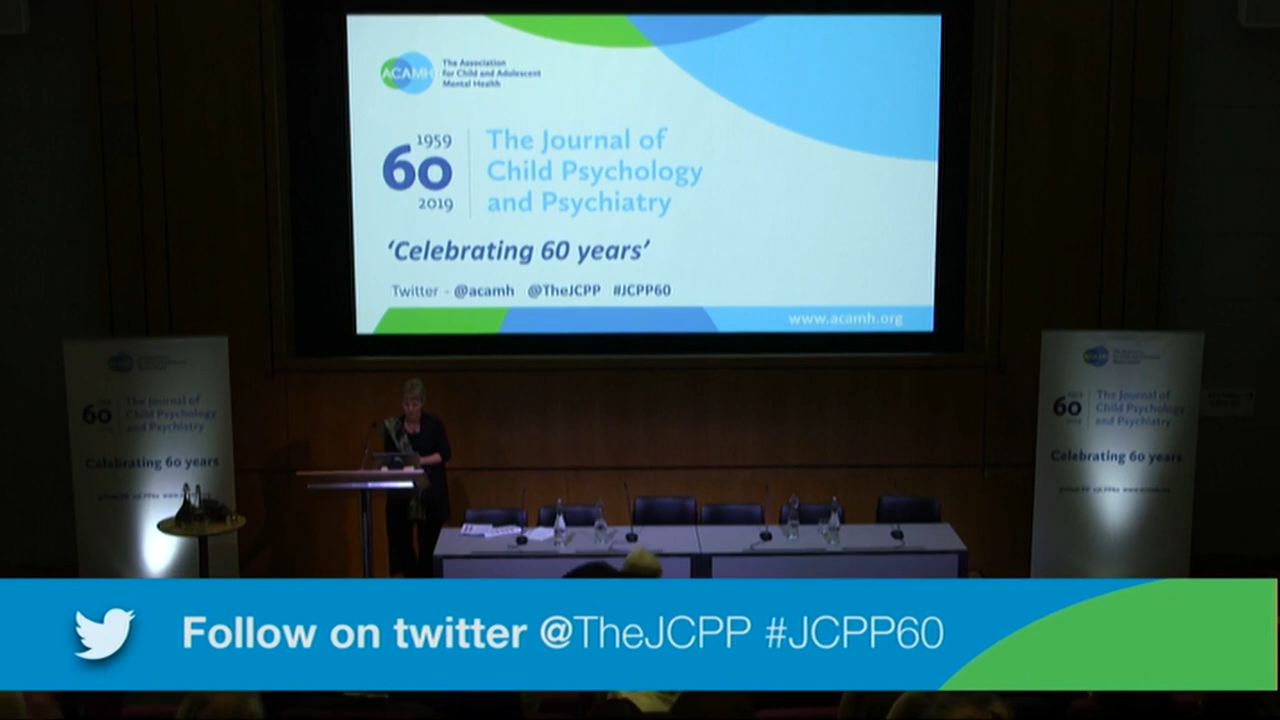 ACAMH
The Association
for Child and Adolescent
Mental Health
1959
60
2019
The Journal of
Child Psychology
and Psychiatry
‘Celebrating 60 years’
Twitter - @acamh @TheJCPP #JCPP60
www.acamh.org
60
The Journal of
Child Psychology
and Psychiatry
Celebrating 60 years
ACAMH
60
The Journal of
Child Psychology
and Psychiatry
Celebrating 60 years
Follow on twitter @TheJCPP #JCPP60